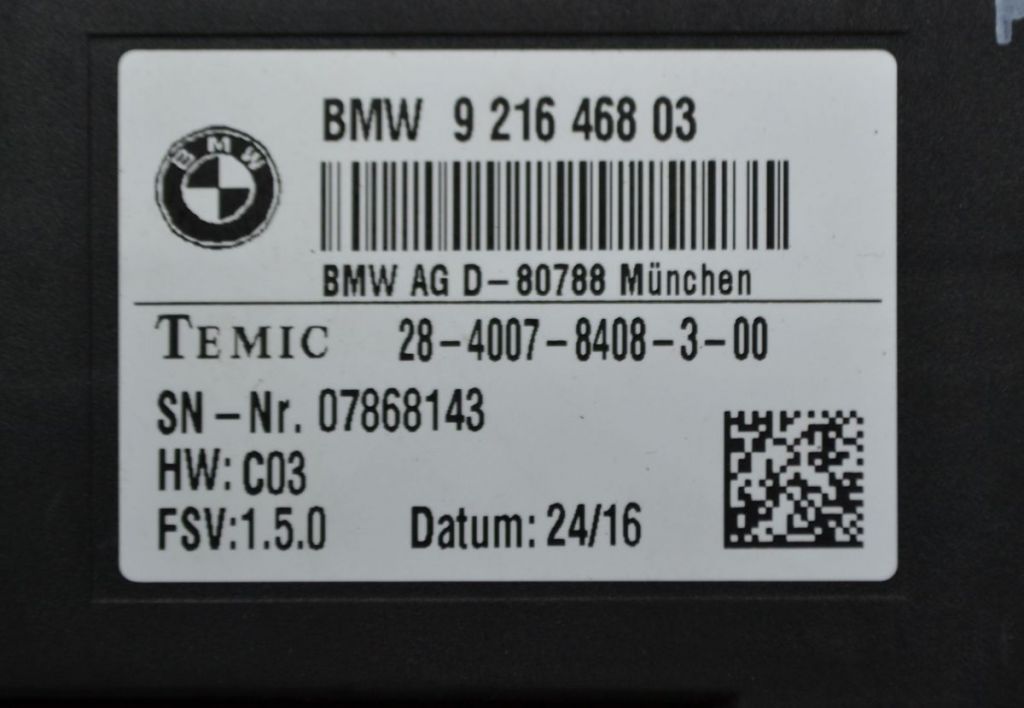 BMW 9 216 468 03
BMW
BMW AG D-80788 München
TEMIC 28-4007-8408-3-00
SN-Nr. 07868143
HW: C03
FSV:1.5.0 Datum: 24/16